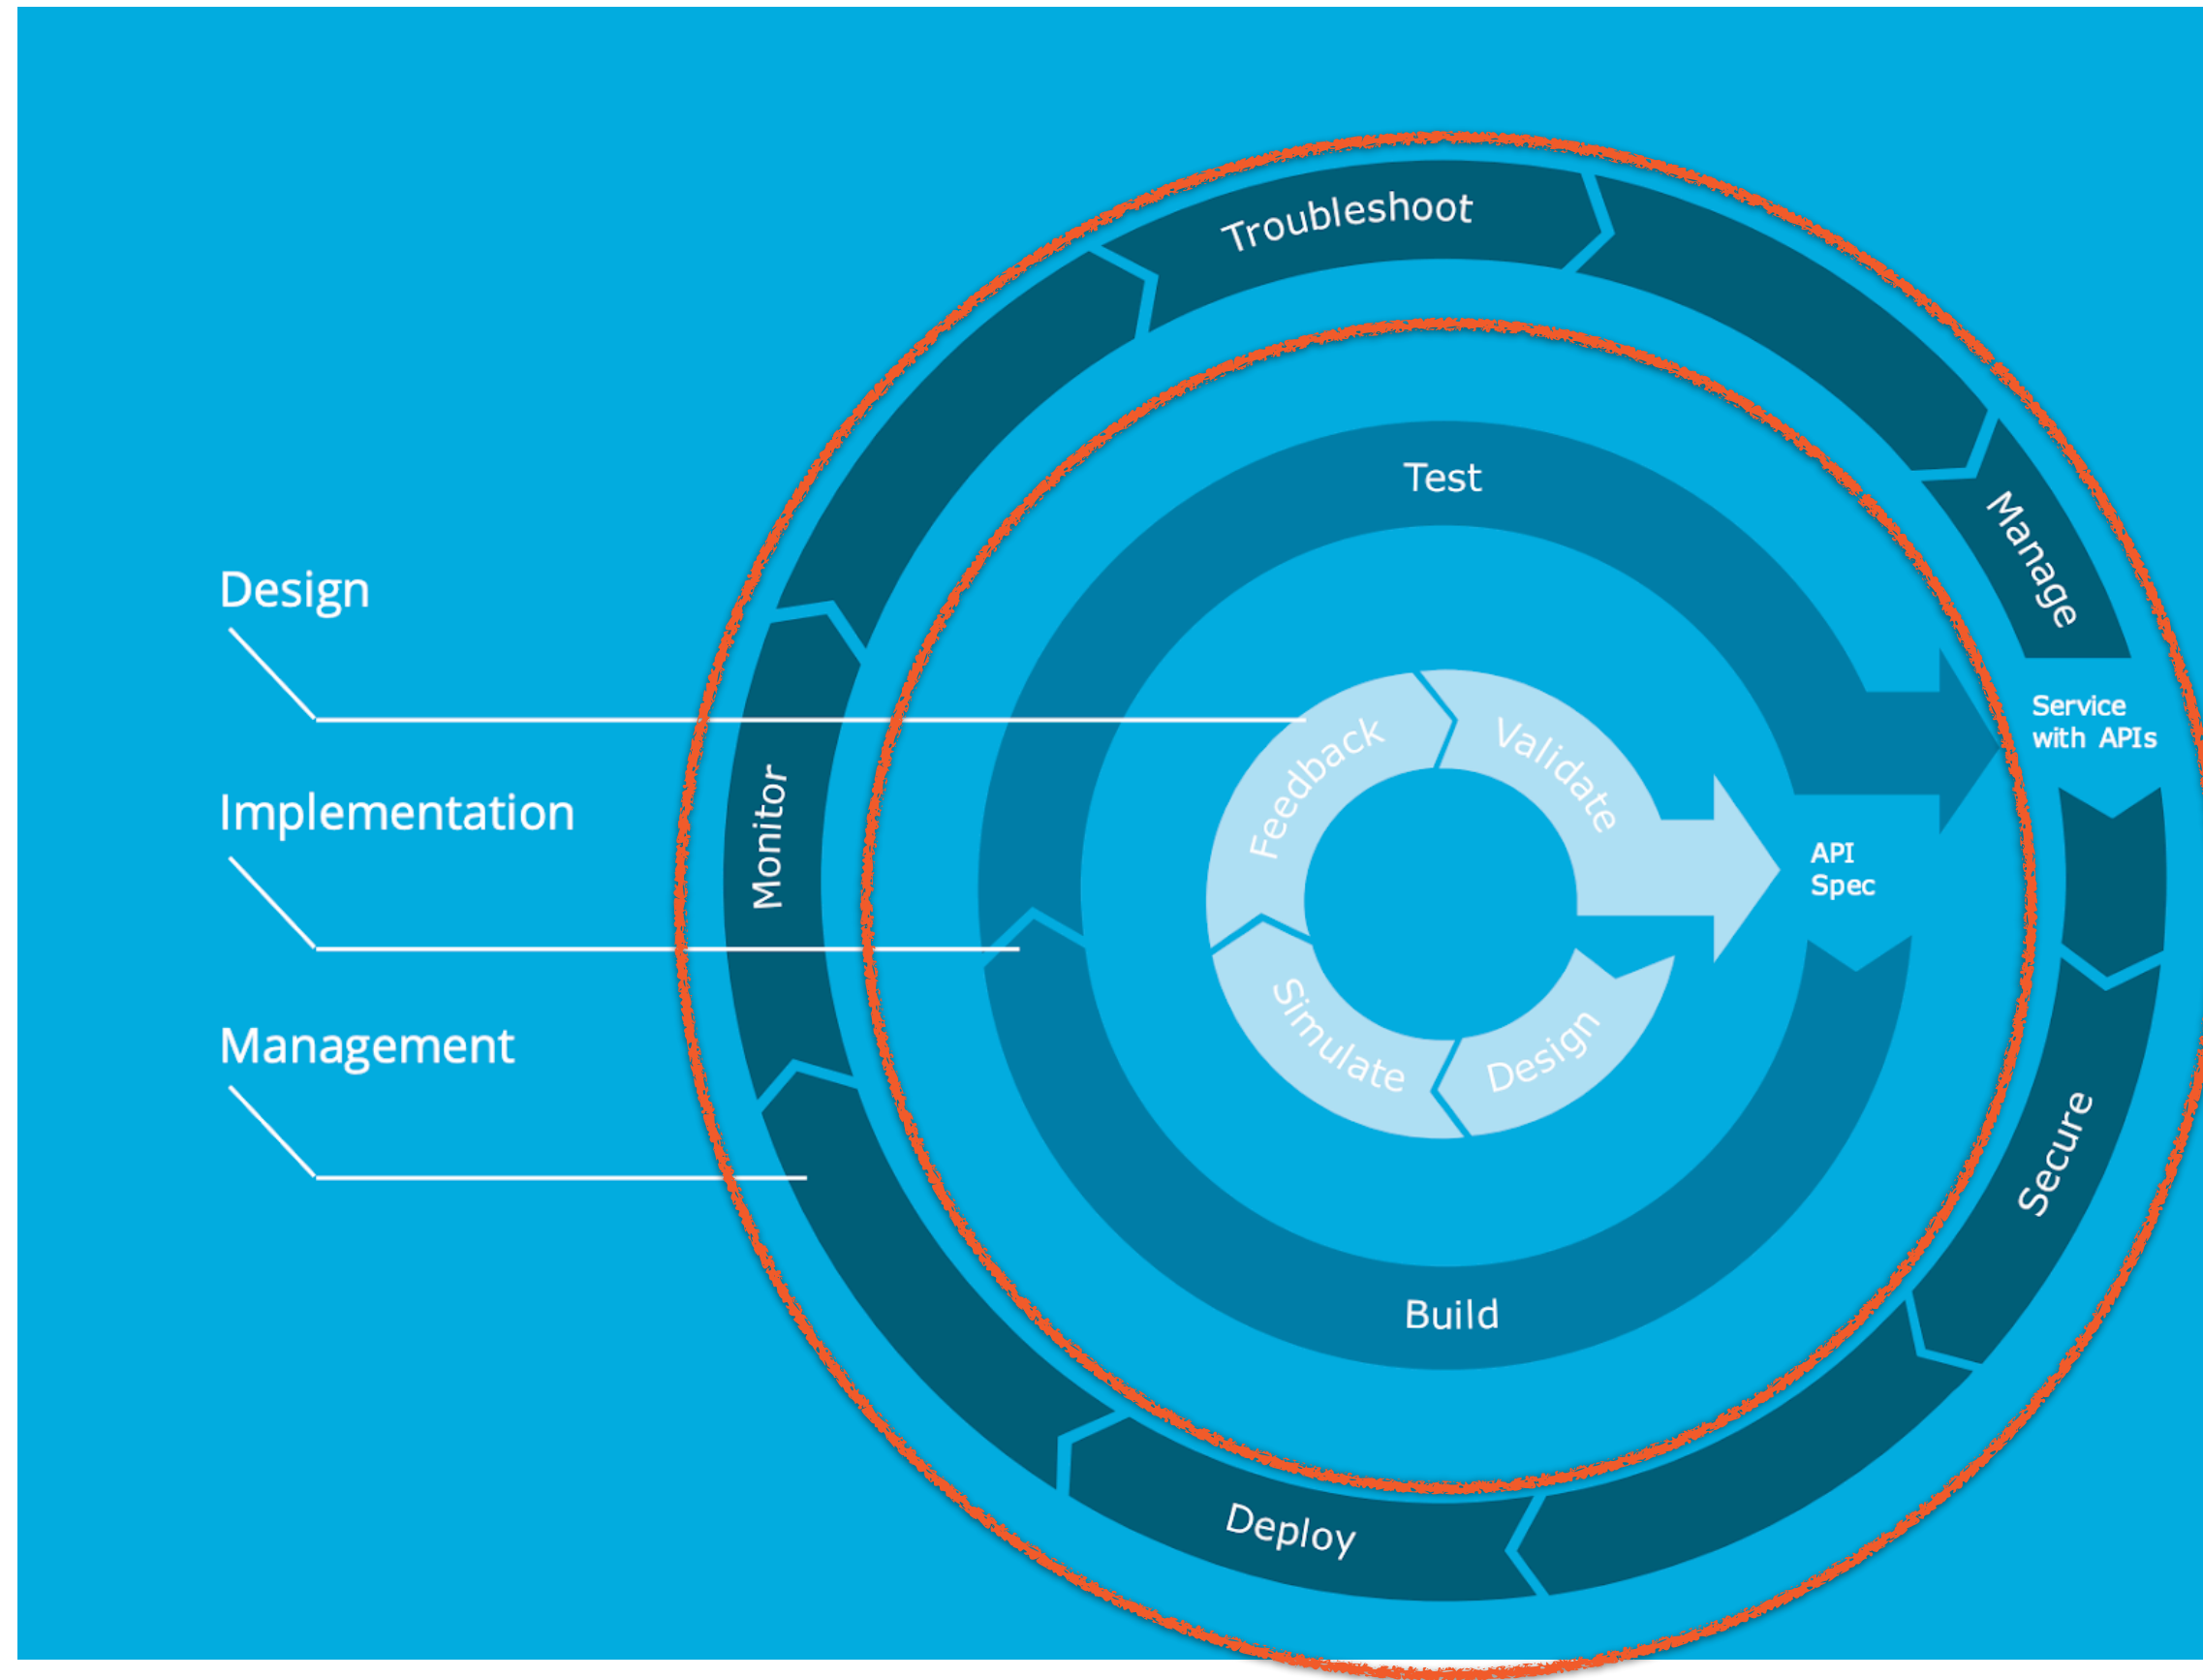 Design
Implementation
Management
Troubleshoot
Manage
Service
with APIs
Secure
Deploy
Monitor
Test
Build
API
Spec
Feedback
Validate
Design
Simulate